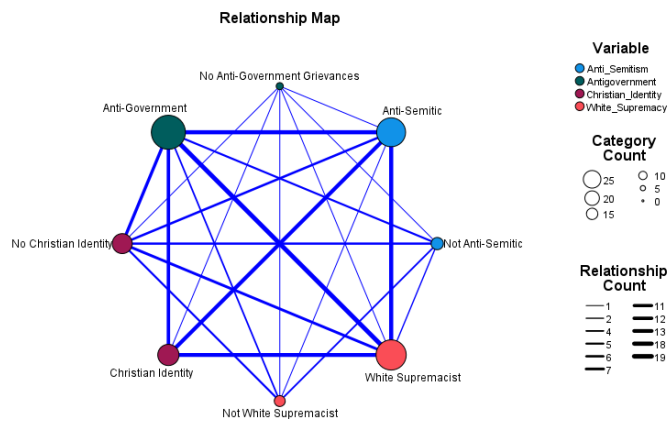 Relationship Map
No Anti-Government Grievances
Anti-Government
Anti-Semitic
No Christian Identity
Not Anti-Semitic
Christian Identity
White Supremacist
Not White Supremacist
Variable
Anti_Semitism
Antigovernment
Christian_Identity
White_Supremacy
Category
Count
25 10
20 5
15 0
Relationship
Count
1 11
2 12
4 13
5 18
6 19
7